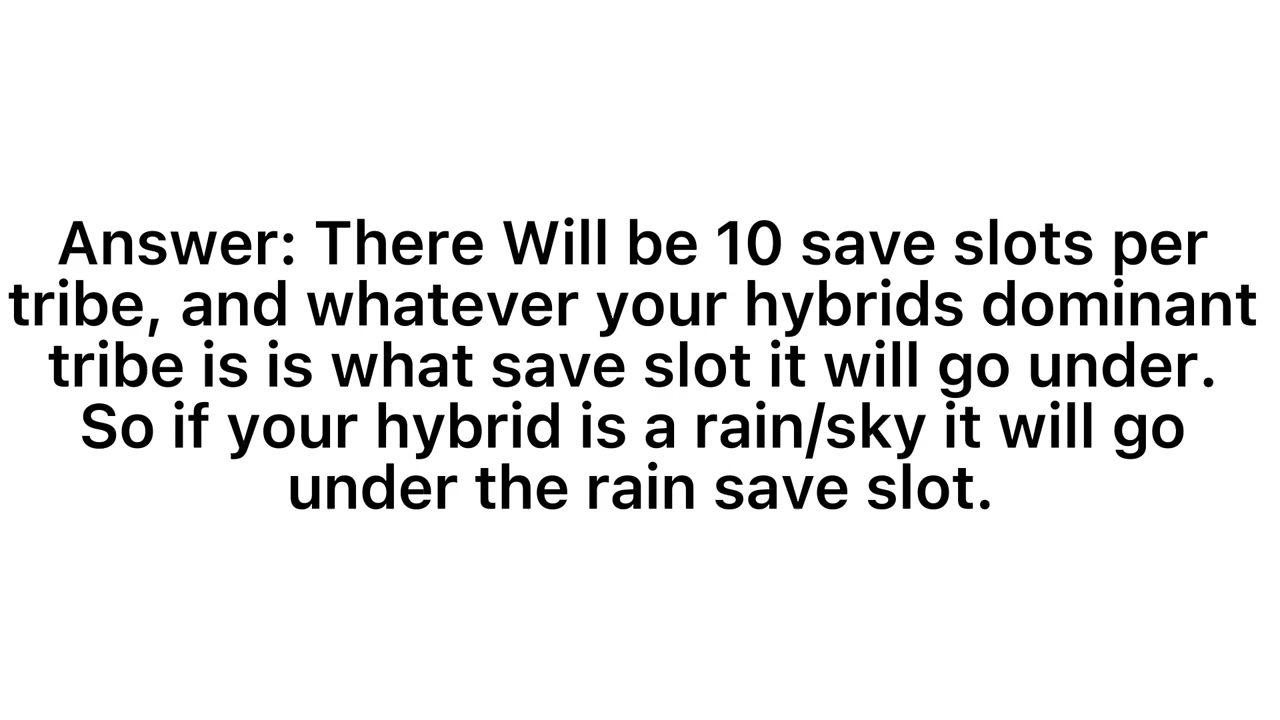 Answer: There Will be 10 save slots per
tribe, and whatever your hybrids dominant
tribe is is what save slot it will go under.
So if your hybrid is a rain/sky it will go
under the rain save slot.